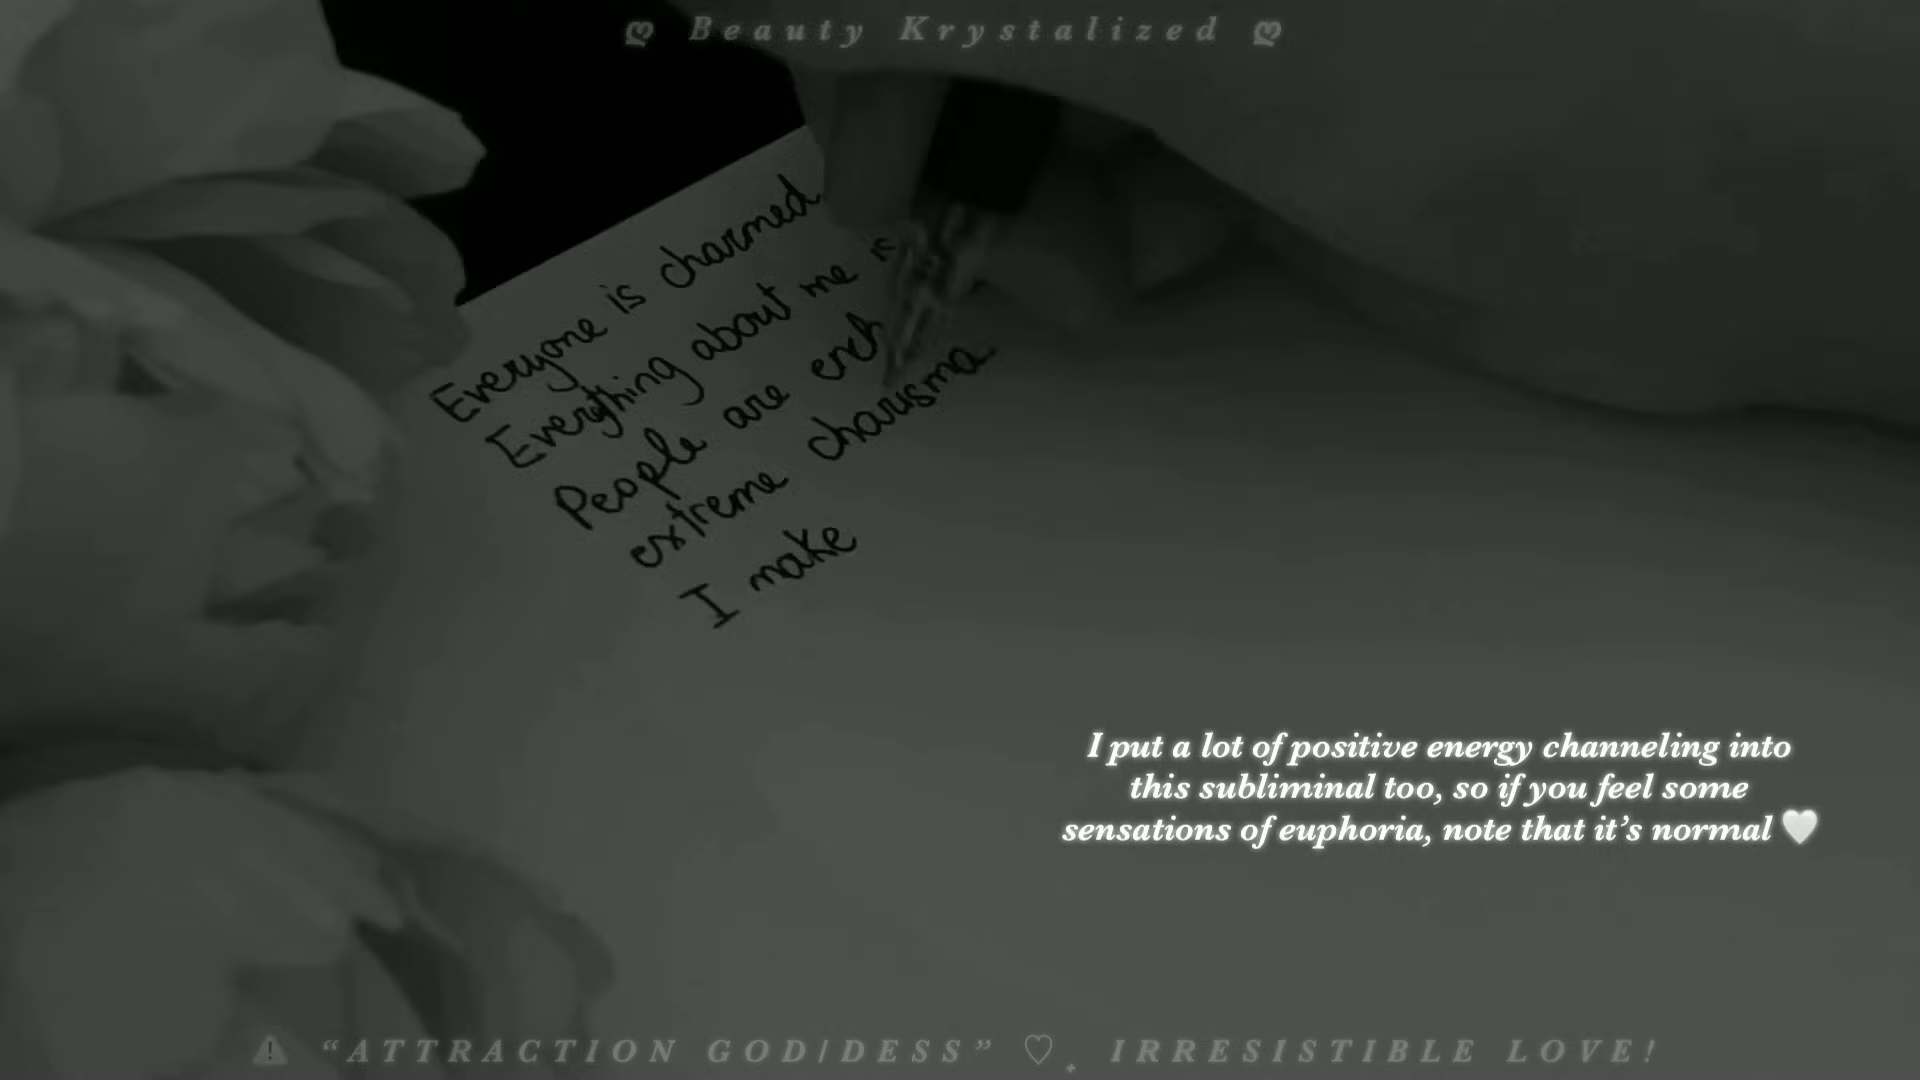 ღ Beauty Krystalized ღ
Everyone is charmed
Everything about me is
People are ench
extreme charisma
I make
I put a lot of positive energy channeling into
this subliminal too, so if you feel some
sensations of euphoria, note that it’s normal 🤍
⚠ “ATTRACTION GOD/DESS” ♡ IRRESISTIBLE LOVE!